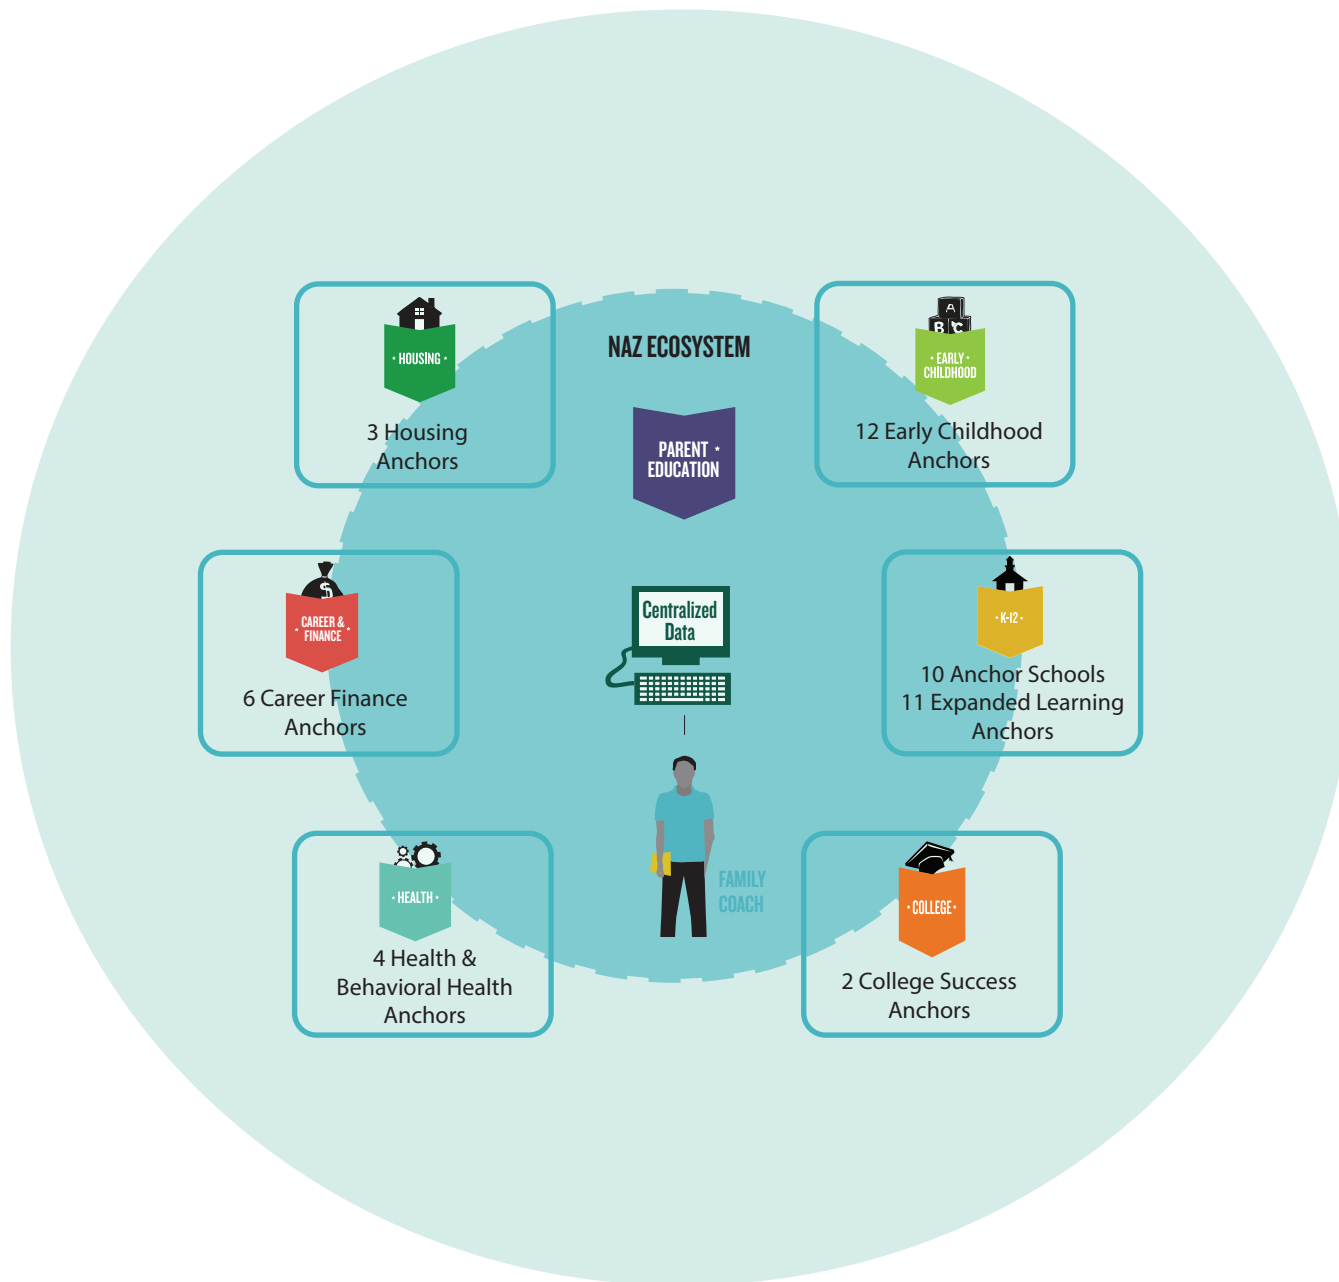 NAZ ECOSYSTEM
PARENT
EDUCATION
HOUSING
3 Housing
Anchors
A
B C
EARLY
CHILDHOOD
12 Early Childhood
Anchors
$
CAREER &
FINANCE
6 Career Finance
Anchors
Centralized
Data
K-12
10 Anchor Schools
11 Expanded Learning
Anchors
HEALTH
4 Health &
Behavioral Health
Anchors
FAMILY
COACH
COLLEGE
2 College Success
Anchors